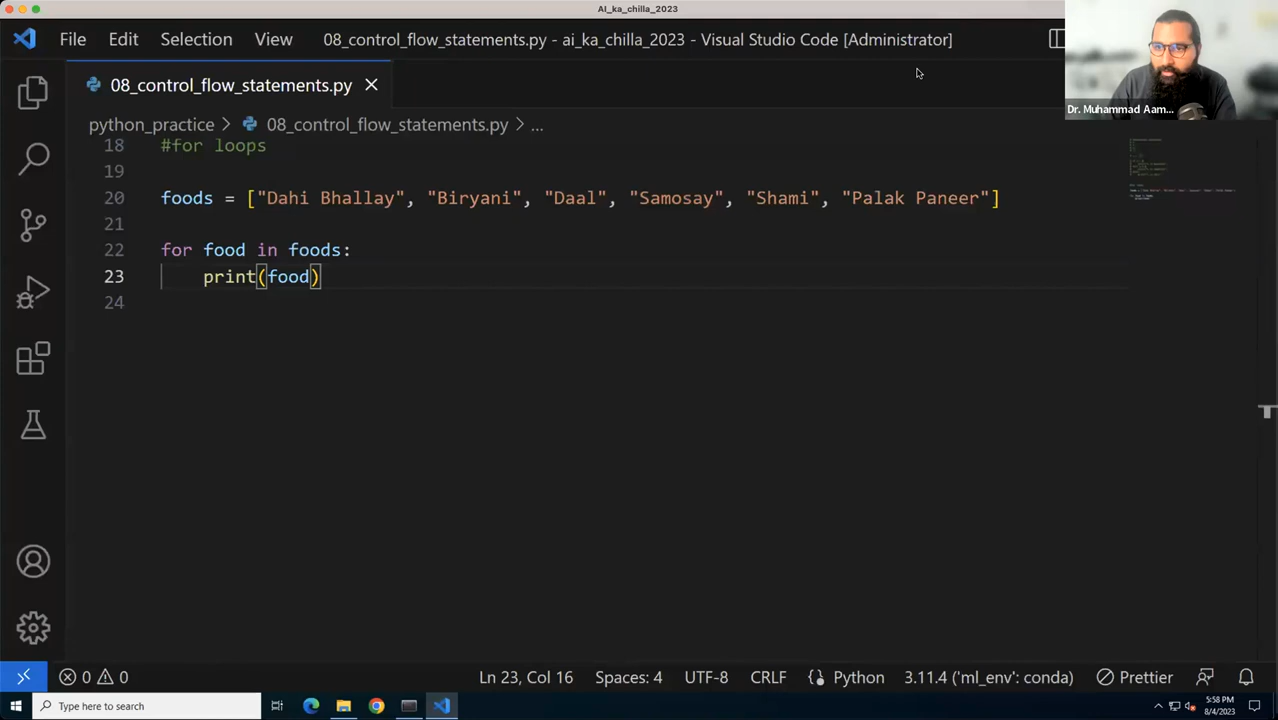 AI_ka_chilla_2023
File Edit Selection View 08_control_flow_statements.py - ai_ka_chilla_2023 - Visual Studio Code [Administrator]
08_control_flow_statements.py
python_practice > 08_control_flow_statements.py > ...
18 #for loops
19
20 foods = ["Dahi Bhallay", "Biryani", "Daal", "Samosay", "Shami", "Palak Paneer"]
21
22 for food in foods:
23 print(food)
24
Dr. Muhammad Aam...
0 0 Ln 23, Col 16 Spaces: 4 UTF-8 CRLF Python 3.11.4 ('ml_env': conda) Prettier
Type here to search
5:58 PM
8/4/2023